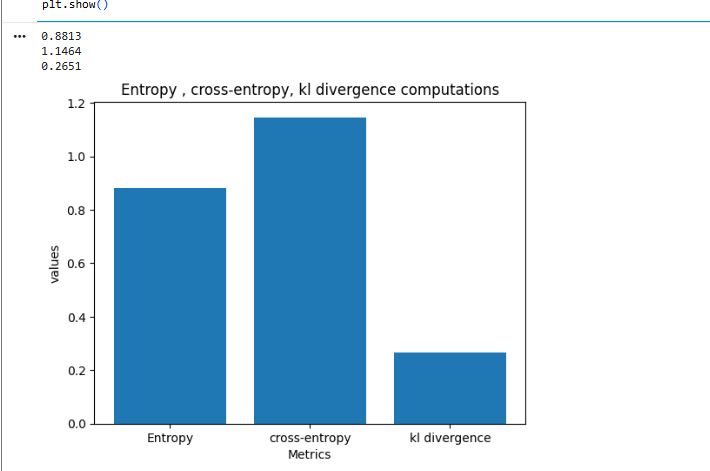 plt.show()
••• 0.8813
1.1464
0.2651
Entropy , cross-entropy, kl divergence computations
1.2
1.0
0.8
0.6
0.4
0.2
0.0
values
Entropy cross-entropy kl divergence
Metrics